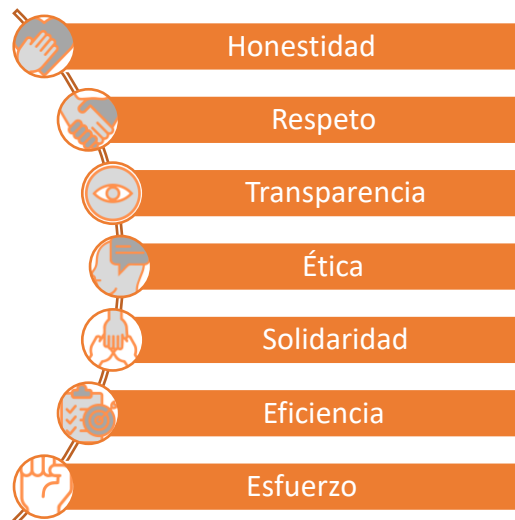 Honestidad
Respeto
Transparencia
Ética
Solidaridad
Eficiencia
Esfuerzo